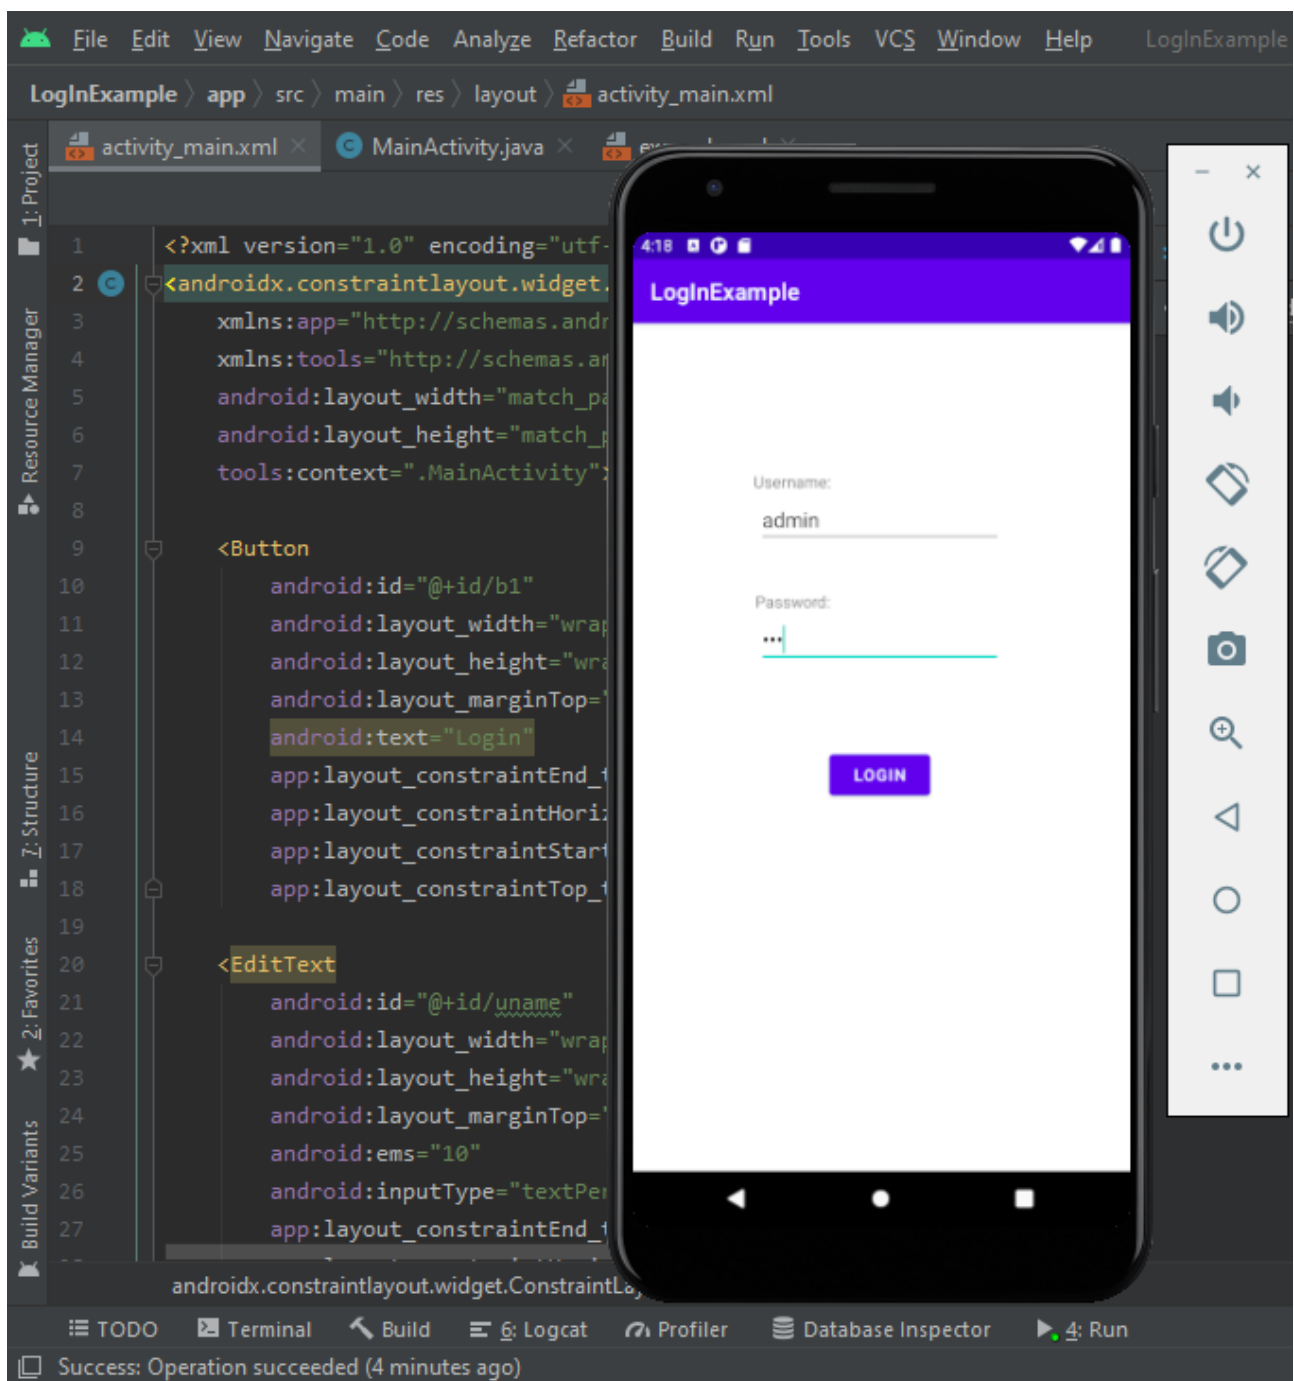 File Edit View Navigate Code Analyze Refactor Build Run Tools VCS Window Help LogInExample
LogInExample app src main res layout activity_main.xml
activity_main.xml MainActivity.java
1: Project
Resource Manager
7: Structure
2: Favorites
Build Variants
1 <?xml version="1.0" encoding="utf-
2 <androidx.constraintlayout.widget.
3 xmlns:app="http://schemas.andr
4 xmlns:tools="http://schemas.an
5 android:layout_width="match_pa
6 android:layout_height="match_p
7 tools:context=".MainActivity">
8
9 <Button
10 android:id="@+id/b1"
11 android:layout_width="wrap
12 android:layout_height="wra
13 android:layout_marginTop="
14 android:text="Login"
15 app:layout_constraintEnd_t
16 app:layout_constraintHoriz
17 app:layout_constraintStart
18 app:layout_constraintTop_t
19
20 <EditText
21 android:id="@+id/uname"
22 android:layout_width="wrap
23 android:layout_height="wra
24 android:layout_marginTop="
25 android:ems="10"
26 android:inputType="textPer
27 app:layout_constraintEnd_t
androidx.constraintlayout.widget.ConstraintLay
4:18
LogInExample
Username:
admin
Password:
•••
LOGIN
TODO Terminal Build 6: Logcat Profiler Database Inspector 4: Run
Success: Operation succeeded (4 minutes ago)